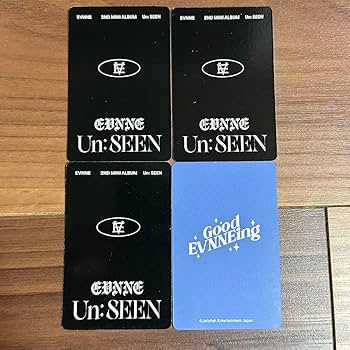 EVNNE 2ND MINI ALBUM Un: SEEN
EVNNE
Un: SEEN
EVNNE 2ND MINI ALBUM Un: SEEN
EVNNE
Un: SEEN
EVNNE 2ND MINI ALBUM Un: SEEN
EVNNE
Un: SEEN
Good
EVNNEing
©Jellyfish Entertainment Japan